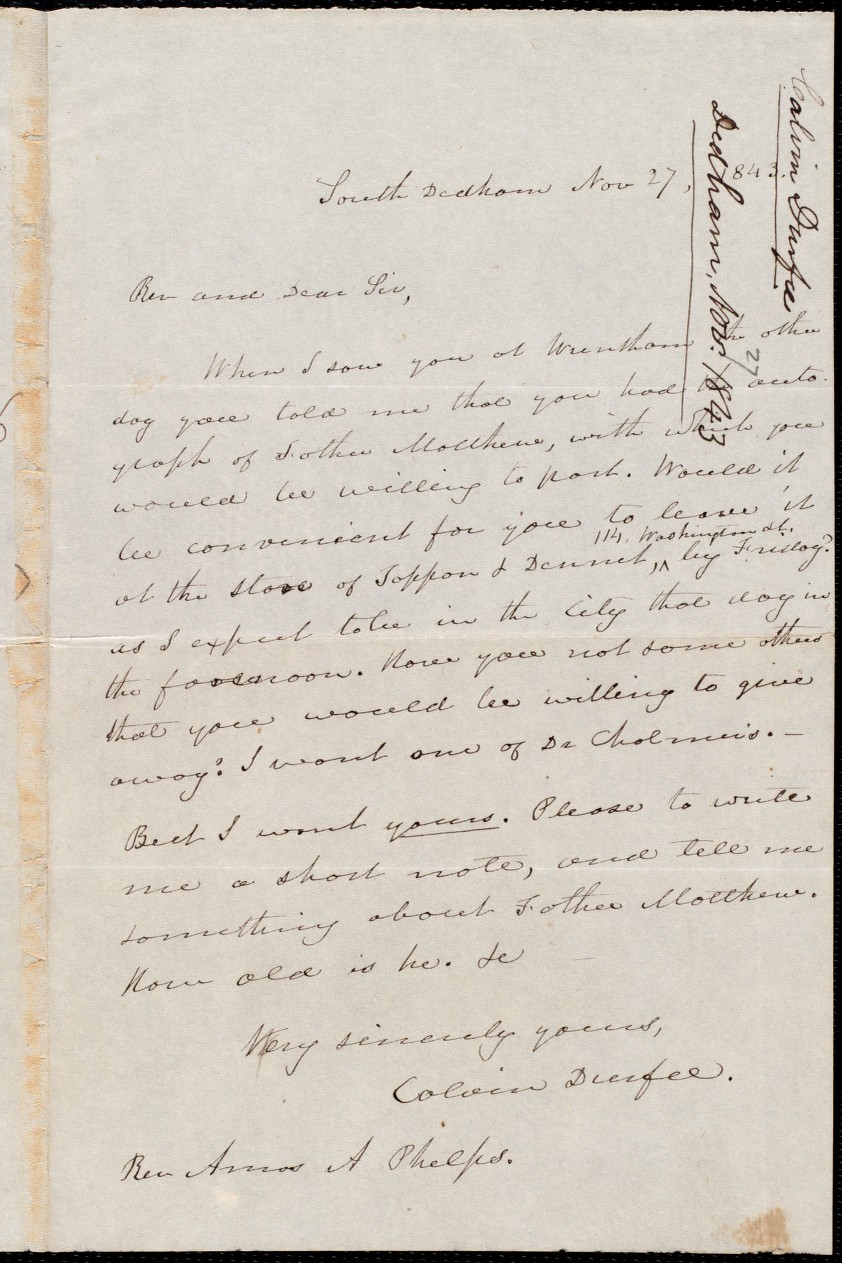 South Dedham Nov 27, 1843.
Rev and Dear Sir,
When I saw you at Wrentham the other
day you told me that you had an auto-
graph of Father Matthew, with which you
would be willing to part. Would it
be convenient for you to leave it
at the store of Tappan & Dennet, 114, Washington St. by Friday?
as I expect to be in the City that day in
the forenoon. Have you not some others
that you would be willing to give
away? I want one of Dr Chalmers. —
But I want yours. Please to write
me a short note, and tell me
something about Father Matthew.
How old is he. &c —
Very sincerely yours,
Calvin Durfee.
Rev Amos A Phelps.
Calvin Durfee
Dedham, Nov. 27 1843